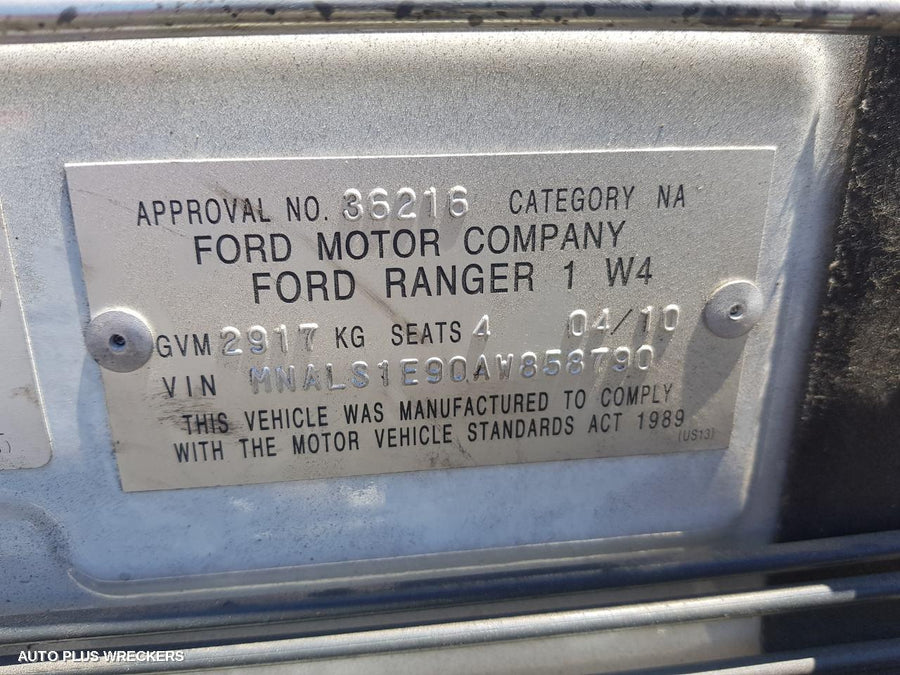 APPROVAL NO. 36216 CATEGORY NA
FORD MOTOR COMPANY
FORD RANGER 1 W4
GVM 2917 KG SEATS 4 04/10
VIN MNALS1E90AW858790
THIS VEHICLE WAS MANUFACTURED TO COMPLY
WITH THE MOTOR VEHICLE STANDARDS ACT 1989
(US13)
AUTO PLUS WRECKERS